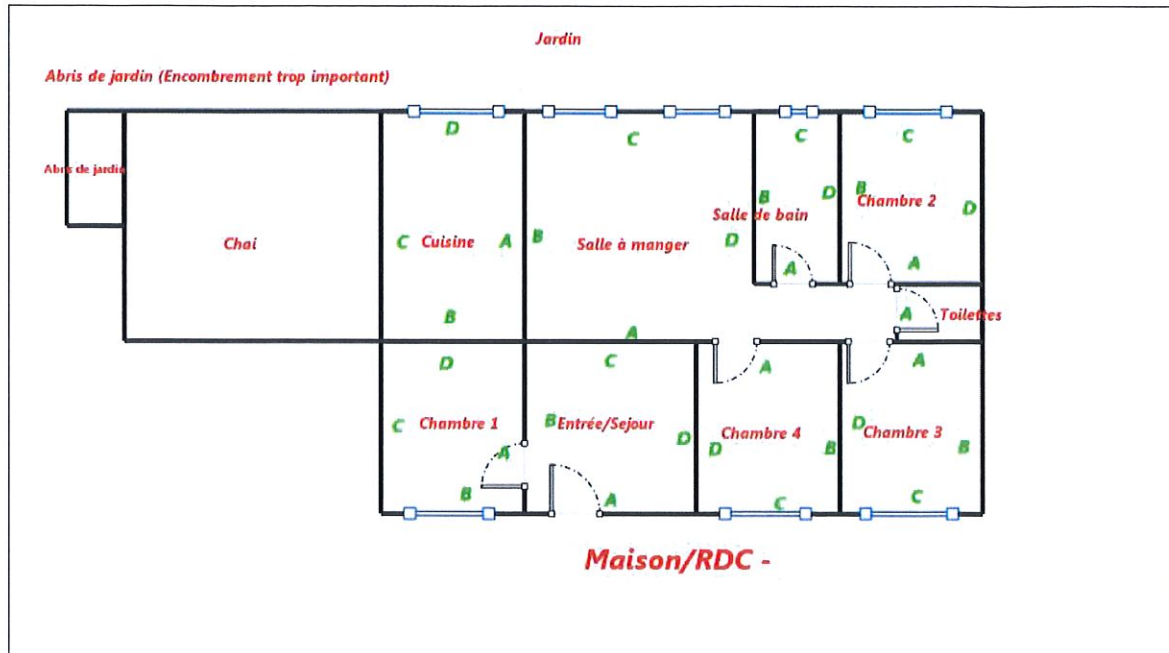 Jardin
Abris de jardin (Encombrement trop important)
D
C
C
C
Abris de jardin
B
D
B
Chambre 2
D
Salle de bain
Chai
C
Cuisine
A
B
Salle à manger
D
A
A
B
A
A
Toilettes
D
C
A
A
C
Chambre 1
B
Entrée/Sejour
D
D
Chambre 4
B
D
Chambre 3
B
A
B
A
C
C
Maison/RDC -